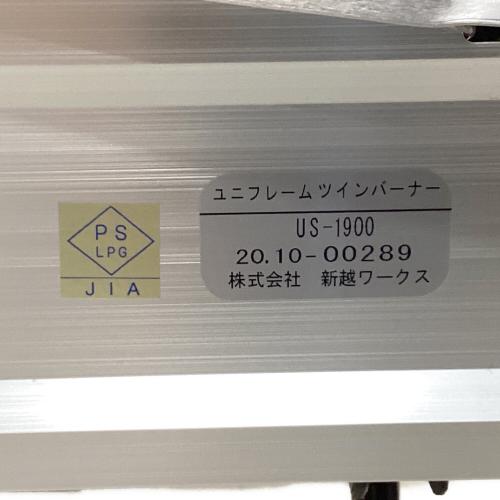 PS
LPG
JIA
ユニフレームツインバーナー
US-1900
20.10-00289
株式会社　新越ワークス